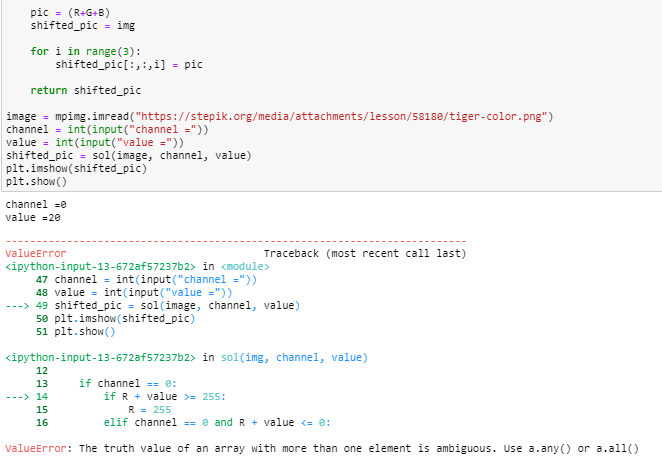 pic = (R+G+B)
shifted_pic = img
for i in range(3):
shifted_pic[:,:,i] = pic
return shifted_pic
image = mpimg.imread("https://stepik.org/media/attachments/lesson/58180/tiger-color.png")
channel = int(input("channel ="))
value = int(input("value ="))
shifted_pic = sol(image, channel, value)
plt.imshow(shifted_pic)
plt.show()
channel =0
value =20
---------------------------------------------------------------------------
ValueError                                Traceback (most recent call last)
<ipython-input-13-672af57237b2> in <module>
47 channel = int(input("channel ="))
48 value = int(input("value ="))
---> 49 shifted_pic = sol(image, channel, value)
50 plt.imshow(shifted_pic)
51 plt.show()
<ipython-input-13-672af57237b2> in sol(img, channel, value)
12
13     if channel == 0:
---> 14         if R + value >= 255:
15             R = 255
16         elif channel == 0 and R + value <= 0:
ValueError: The truth value of an array with more than one element is ambiguous. Use a.any() or a.all()